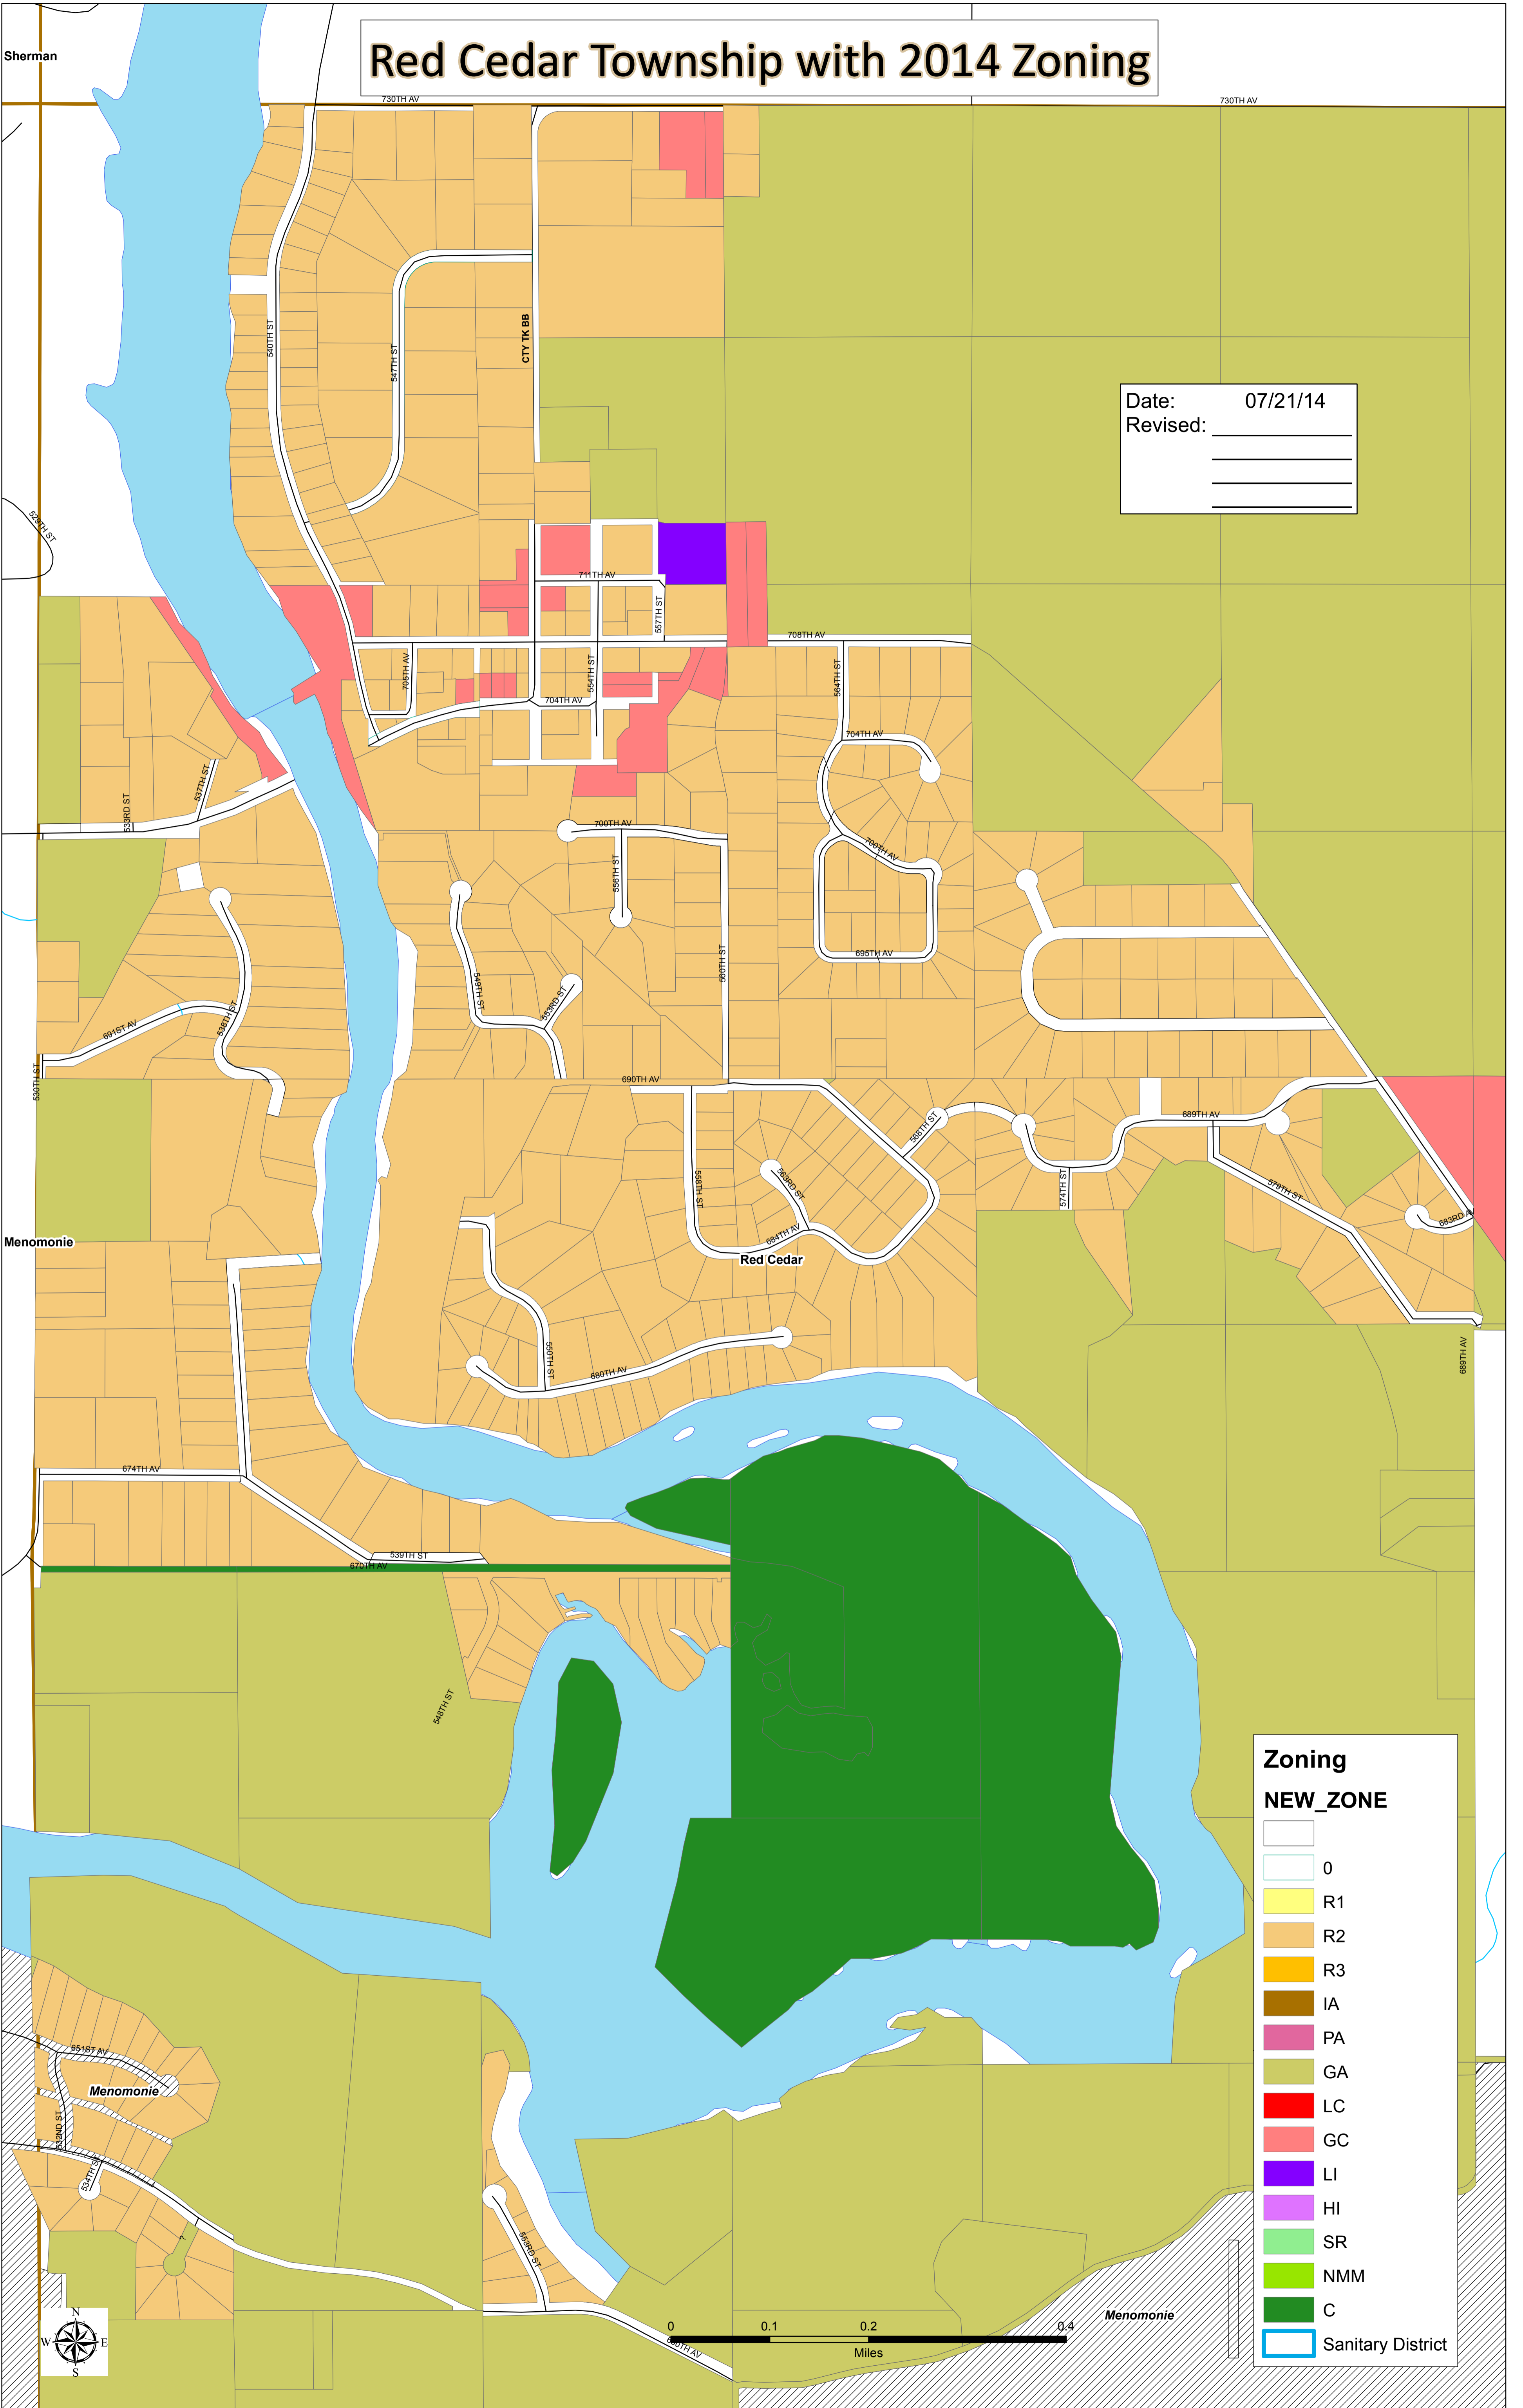 Red Cedar Township with 2014 Zoning
Sherman
730TH AV
730TH AV
540TH ST
547TH ST
CTY TK BB
Date: 07/21/14
Revised:
529TH ST
711TH AV
557TH ST
708TH AV
705TH AV
554TH ST
564TH ST
704TH AV
704TH AV
537TH ST
533RD ST
700TH AV
700TH AV
556TH ST
560TH ST
695TH AV
549TH ST
553RD ST
691ST AV
538TH ST
530TH ST
690TH AV
568TH ST
689TH AV
558TH ST
563RD ST
574TH ST
579TH ST
683RD AV
684TH AV
Menomonie
Red Cedar
550TH ST
680TH AV
689TH AV
674TH AV
539TH ST
670TH AV
548TH ST
651ST AV
Menomonie
532ND ST
534TH ST
?
553RD ST
690TH AV
Menomonie
N
W E
S
0 0.1 0.2 0.4
Miles
Zoning
NEW_ZONE
0
R1
R2
R3
IA
PA
GA
LC
GC
LI
HI
SR
NMM
C
Sanitary District